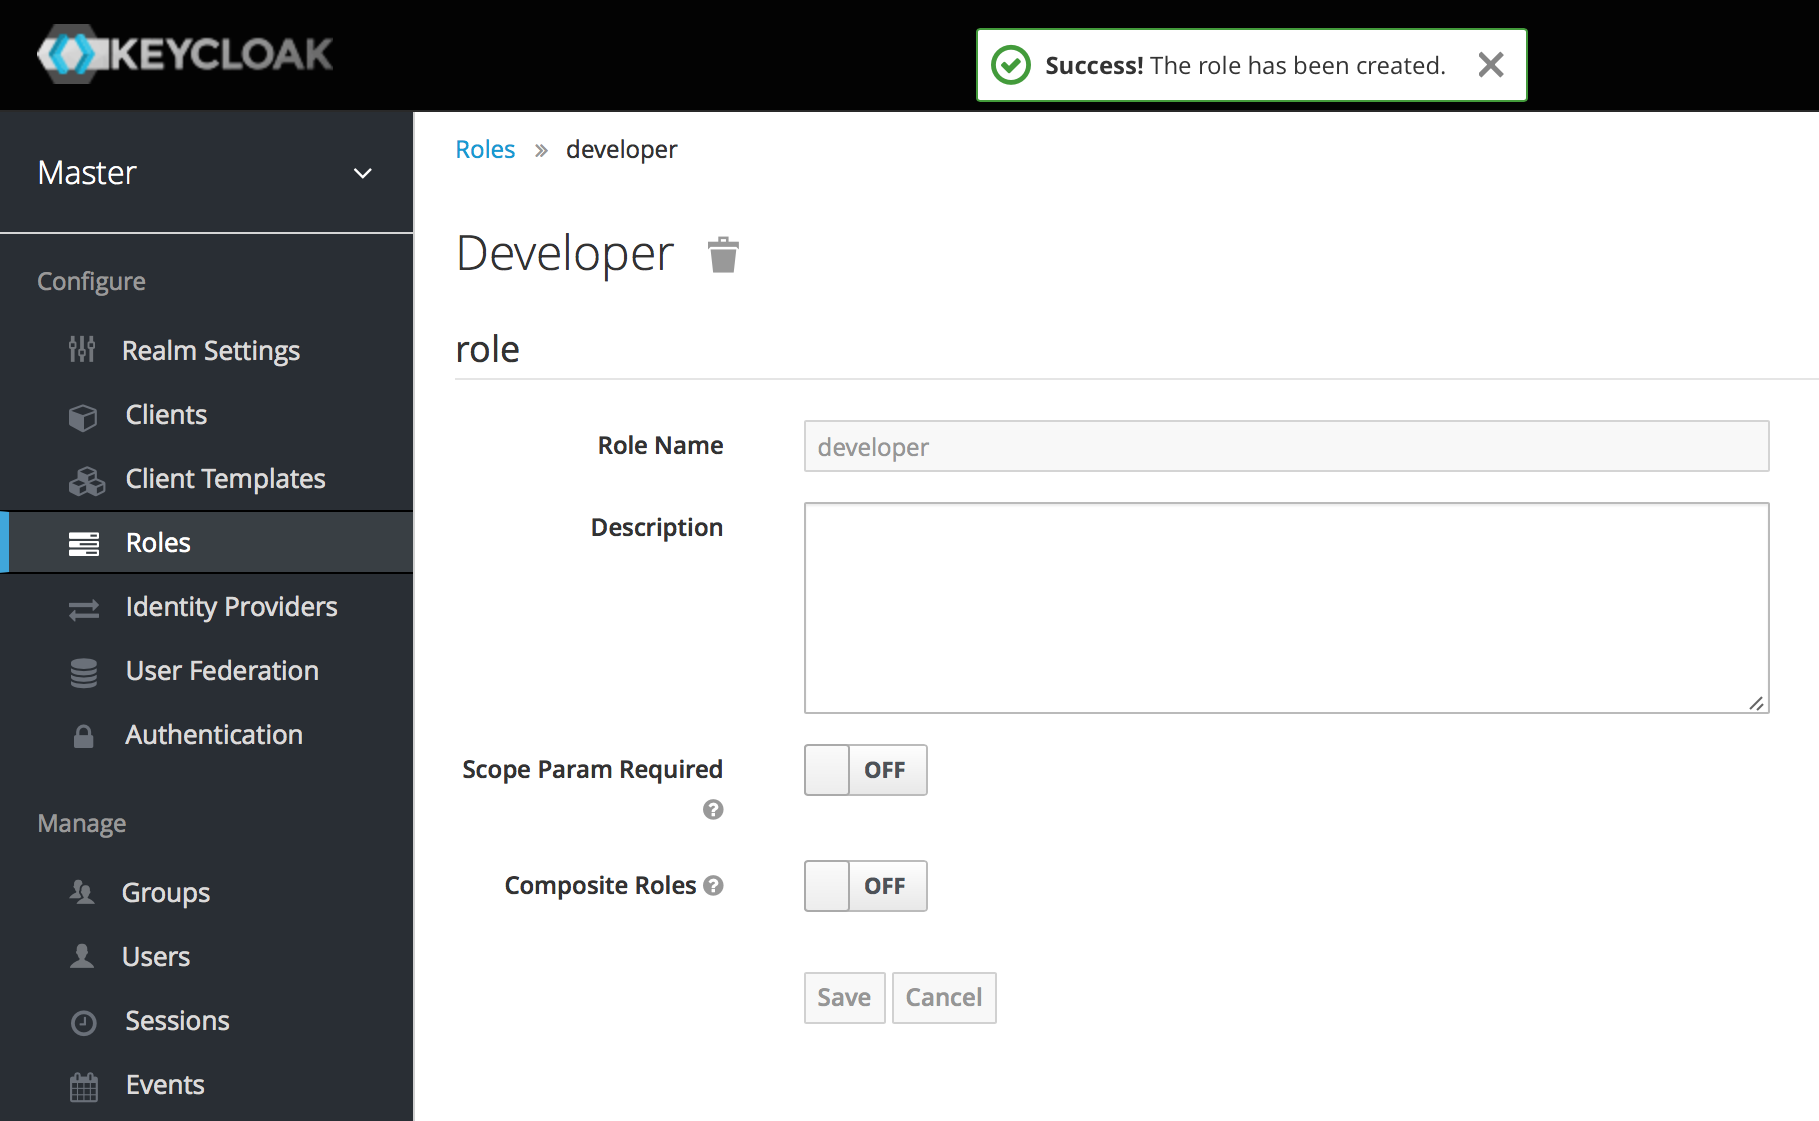 KEYCLOAK
Success! The role has been created.
Master
Roles » developer
Developer
Configure
role
Realm Settings
Clients
Client Templates
Roles
Identity Providers
User Federation
Authentication
Manage
Groups
Users
Sessions
Events
Role Name
developer
Description
Scope Param Required
OFF
Composite Roles
OFF
Save
Cancel